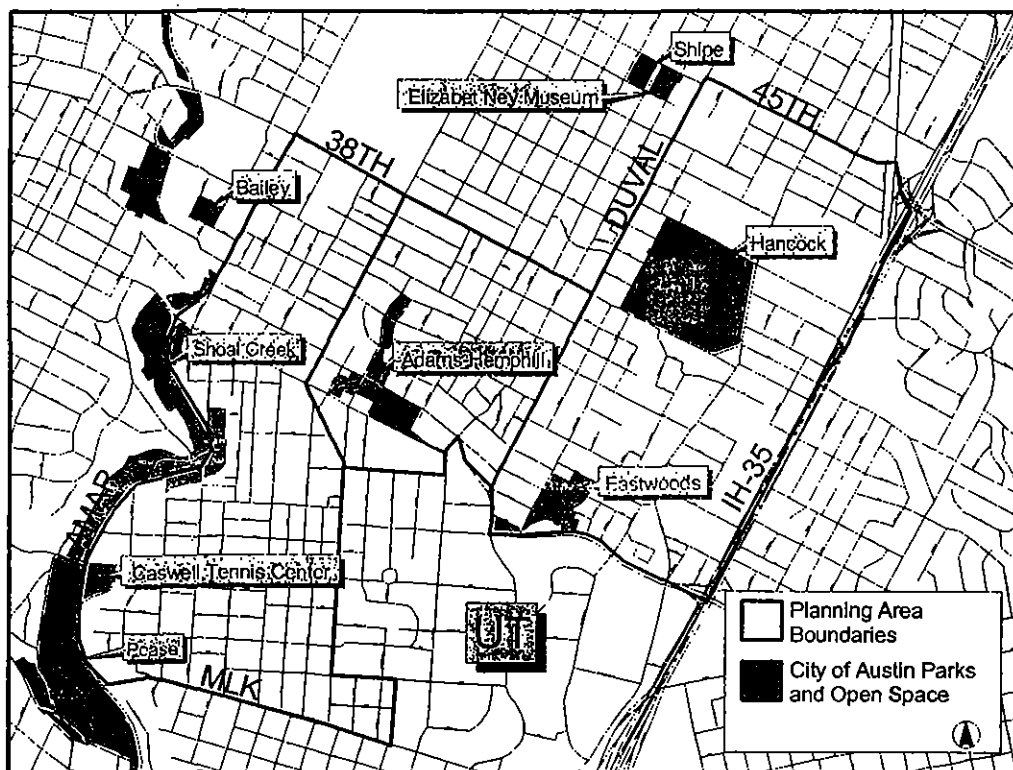 Shipe
Elizabet Ney Museum
45TH
38TH
DUVAL
Bailey
Hancock
Shoal Creek
Adams-Hemphill
Eastwoods
IH-35
LAMAR
Caswell Tennis Center
UT
Pease
MLK
Planning Area
Boundaries
City of Austin Parks
and Open Space